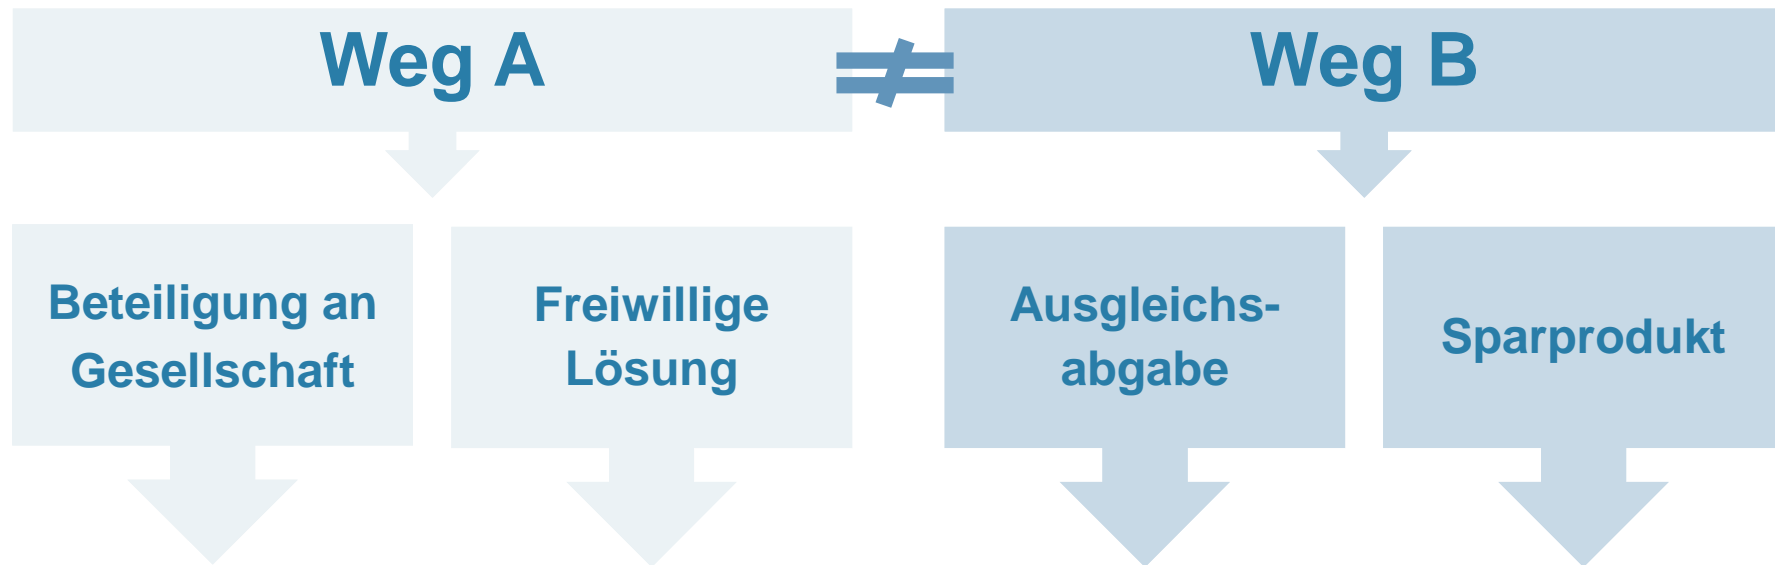 Weg A
≠
Weg B
Beteiligung an
Gesellschaft
Freiwillige
Lösung
Ausgleichs-
abgabe
Sparprodukt